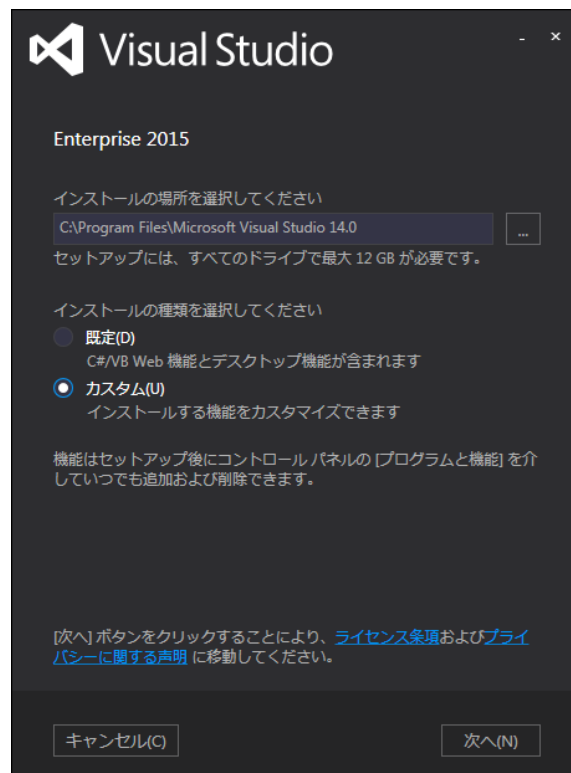 Visual Studio
Enterprise 2015
インストールの場所を選択してください
C:\Program Files\Microsoft Visual Studio 14.0
...
セットアップには、すべてのドライブで最大 12 GB が必要です。
インストールの種類を選択してください
既定(D)
C#/VB Web 機能とデスクトップ機能が含まれます
カスタム(U)
インストールする機能をカスタマイズできます
機能はセットアップ後にコントロール パネルの [プログラムと機能] を介
していつでも追加および削除できます。
[次へ] ボタンをクリックすることにより、ライセンス条項およびプライ
バシーに関する声明 に移動してください。
キャンセル(C)
次へ(N)